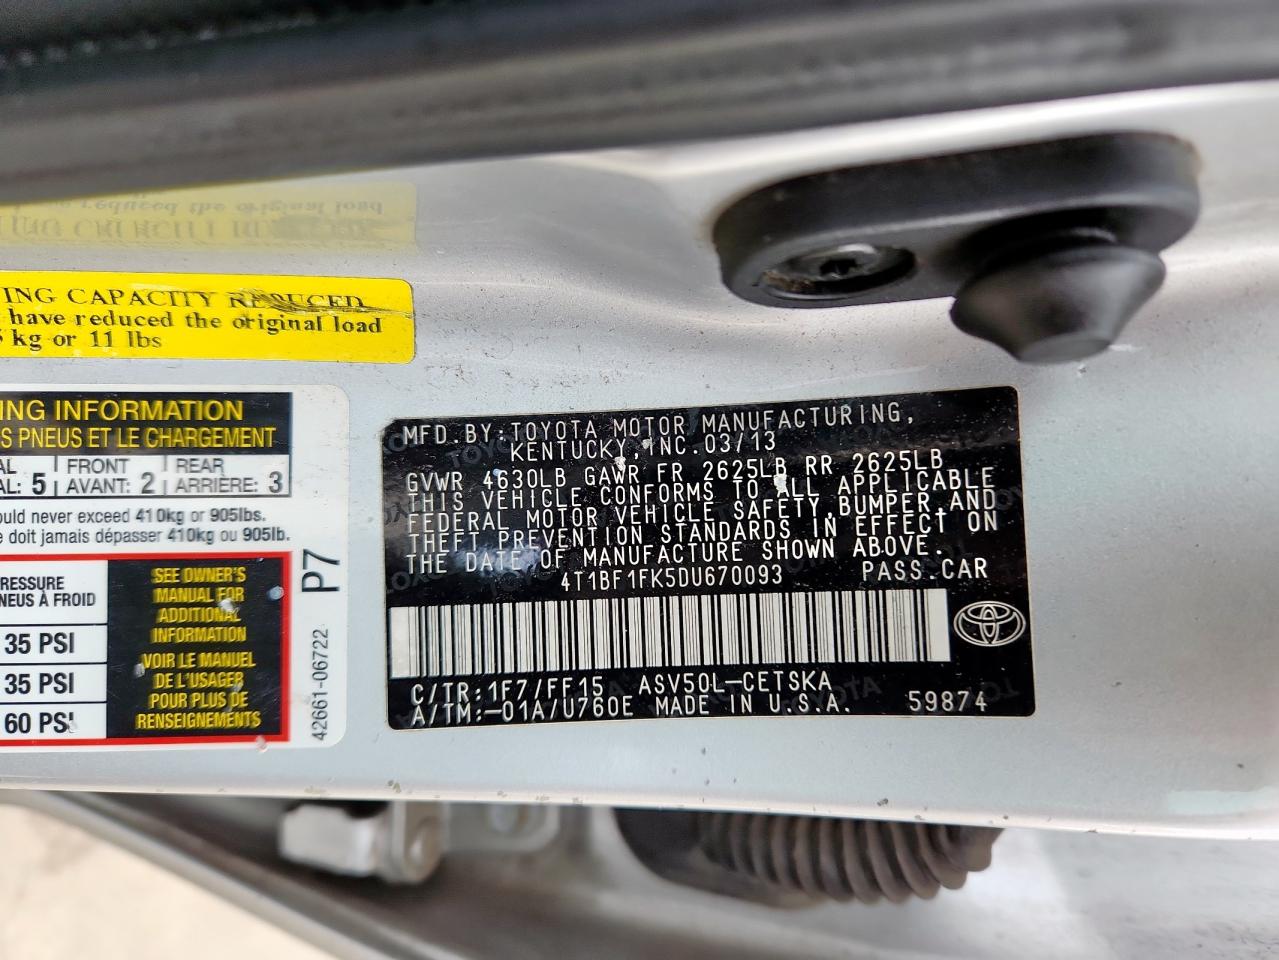 ING CAPACITY REDUCED
have reduced the original load
kg or 11 lbs
ING INFORMATION
S PNEUS ET LE CHARGEMENT
AL 5 FRONT 2 REAR 3
AL: AVANT: ARRIÈRE:
ould never exceed 410kg or 905lbs.
e doit jamais dépasser 410kg ou 905lb.
RESSURE
NEUS À FROID
35 PSI
35 PSI
60 PSI
SEE OWNER'S
MANUAL FOR
ADDITIONAL
INFORMATION
VOIR LE MANUEL
DE L'USAGER
POUR PLUS DE
RENSEIGNEMENTS
P7
42661-06722
MFD.BY:TOYOTA MOTOR MANUFACTURING,
KENTUCKY,INC.03/13
GVWR 4630LB GAWR FR 2625LB RR 2625LB
THIS VEHICLE CONFORMS TO ALL APPLICABLE
FEDERAL MOTOR VEHICLE SAFETY,BUMPER,AND
THEFT PREVENTION STANDARDS IN EFFECT ON
THE DATE OF MANUFACTURE SHOWN ABOVE.
4T1BF1FK5DU670093 PASS.CAR
C/TR:1F7/FF15 ASV50L-CETSKA
A/TM:-01A/U760E MADE IN U.S.A. 59874